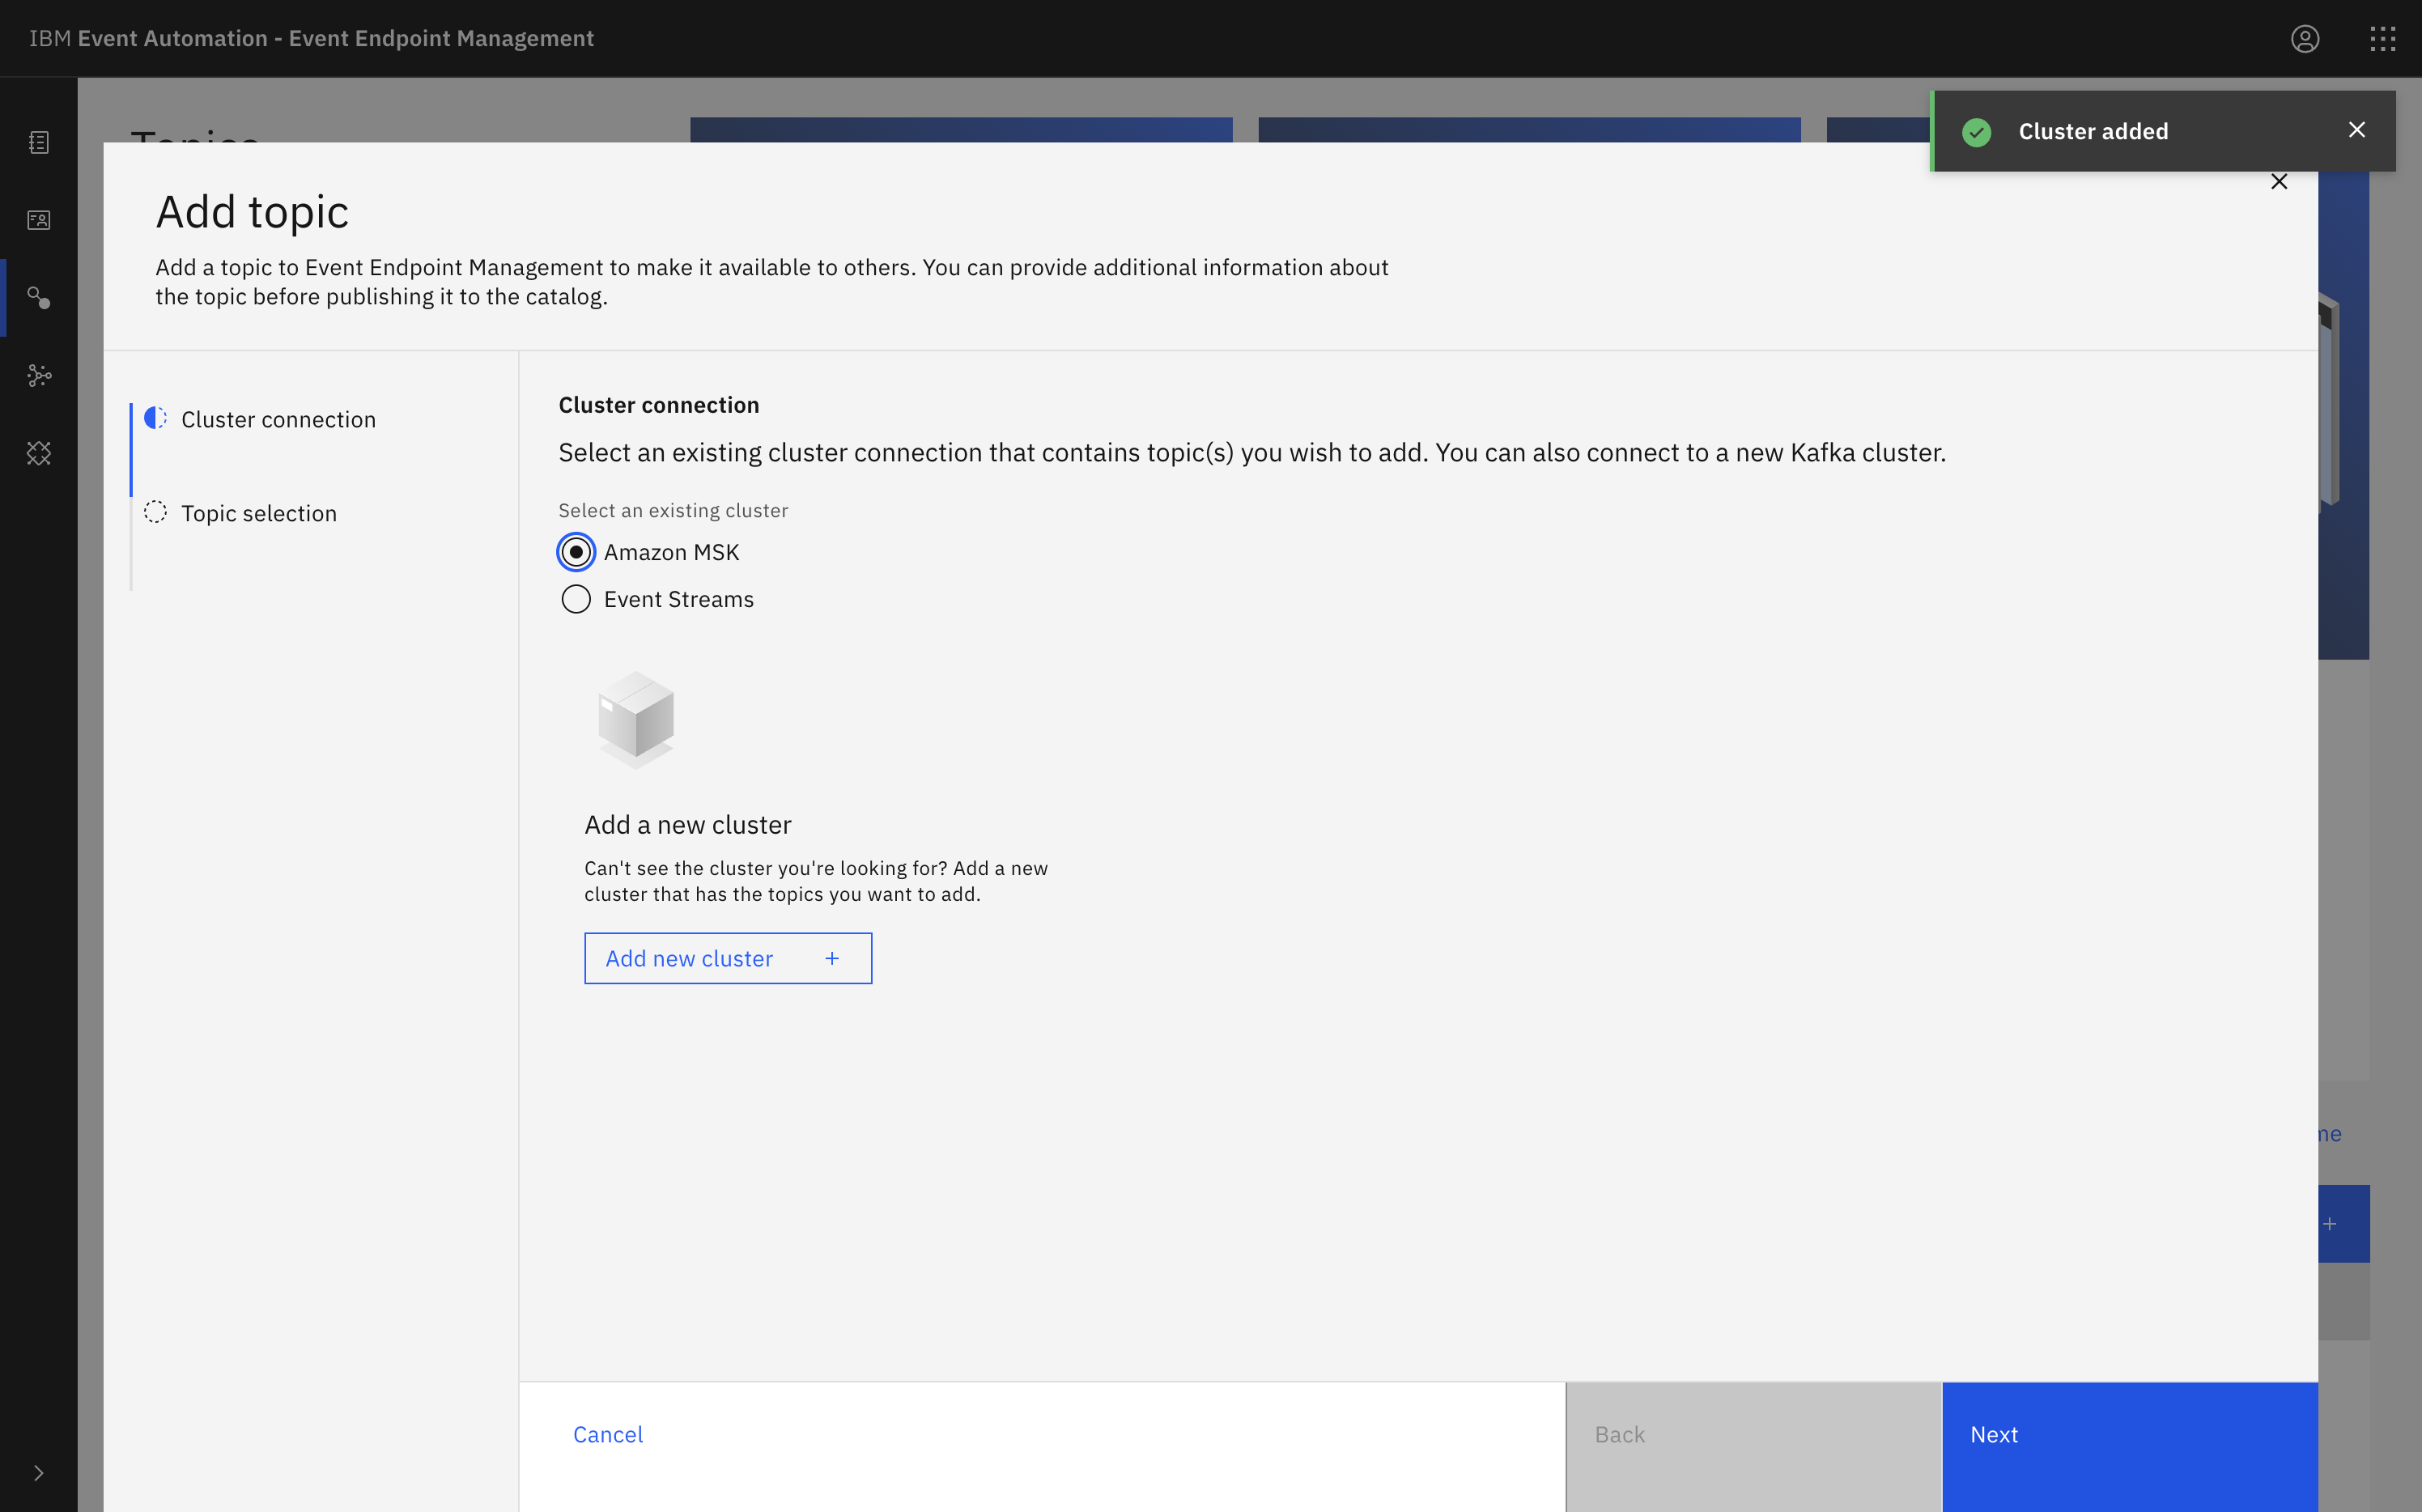 IBM Event Automation - Event Endpoint Management
Topics
Cluster added
Add topic
Add a topic to Event Endpoint Management to make it available to others. You can provide additional information about
the topic before publishing it to the catalog.
Cluster connection
Topic selection
Cluster connection
Select an existing cluster connection that contains topic(s) you wish to add. You can also connect to a new Kafka cluster.
Select an existing cluster
Amazon MSK
Event Streams
Add a new cluster
Can't see the cluster you're looking for? Add a new
cluster that has the topics you want to add.
Add new cluster +
Cancel
Back
Next